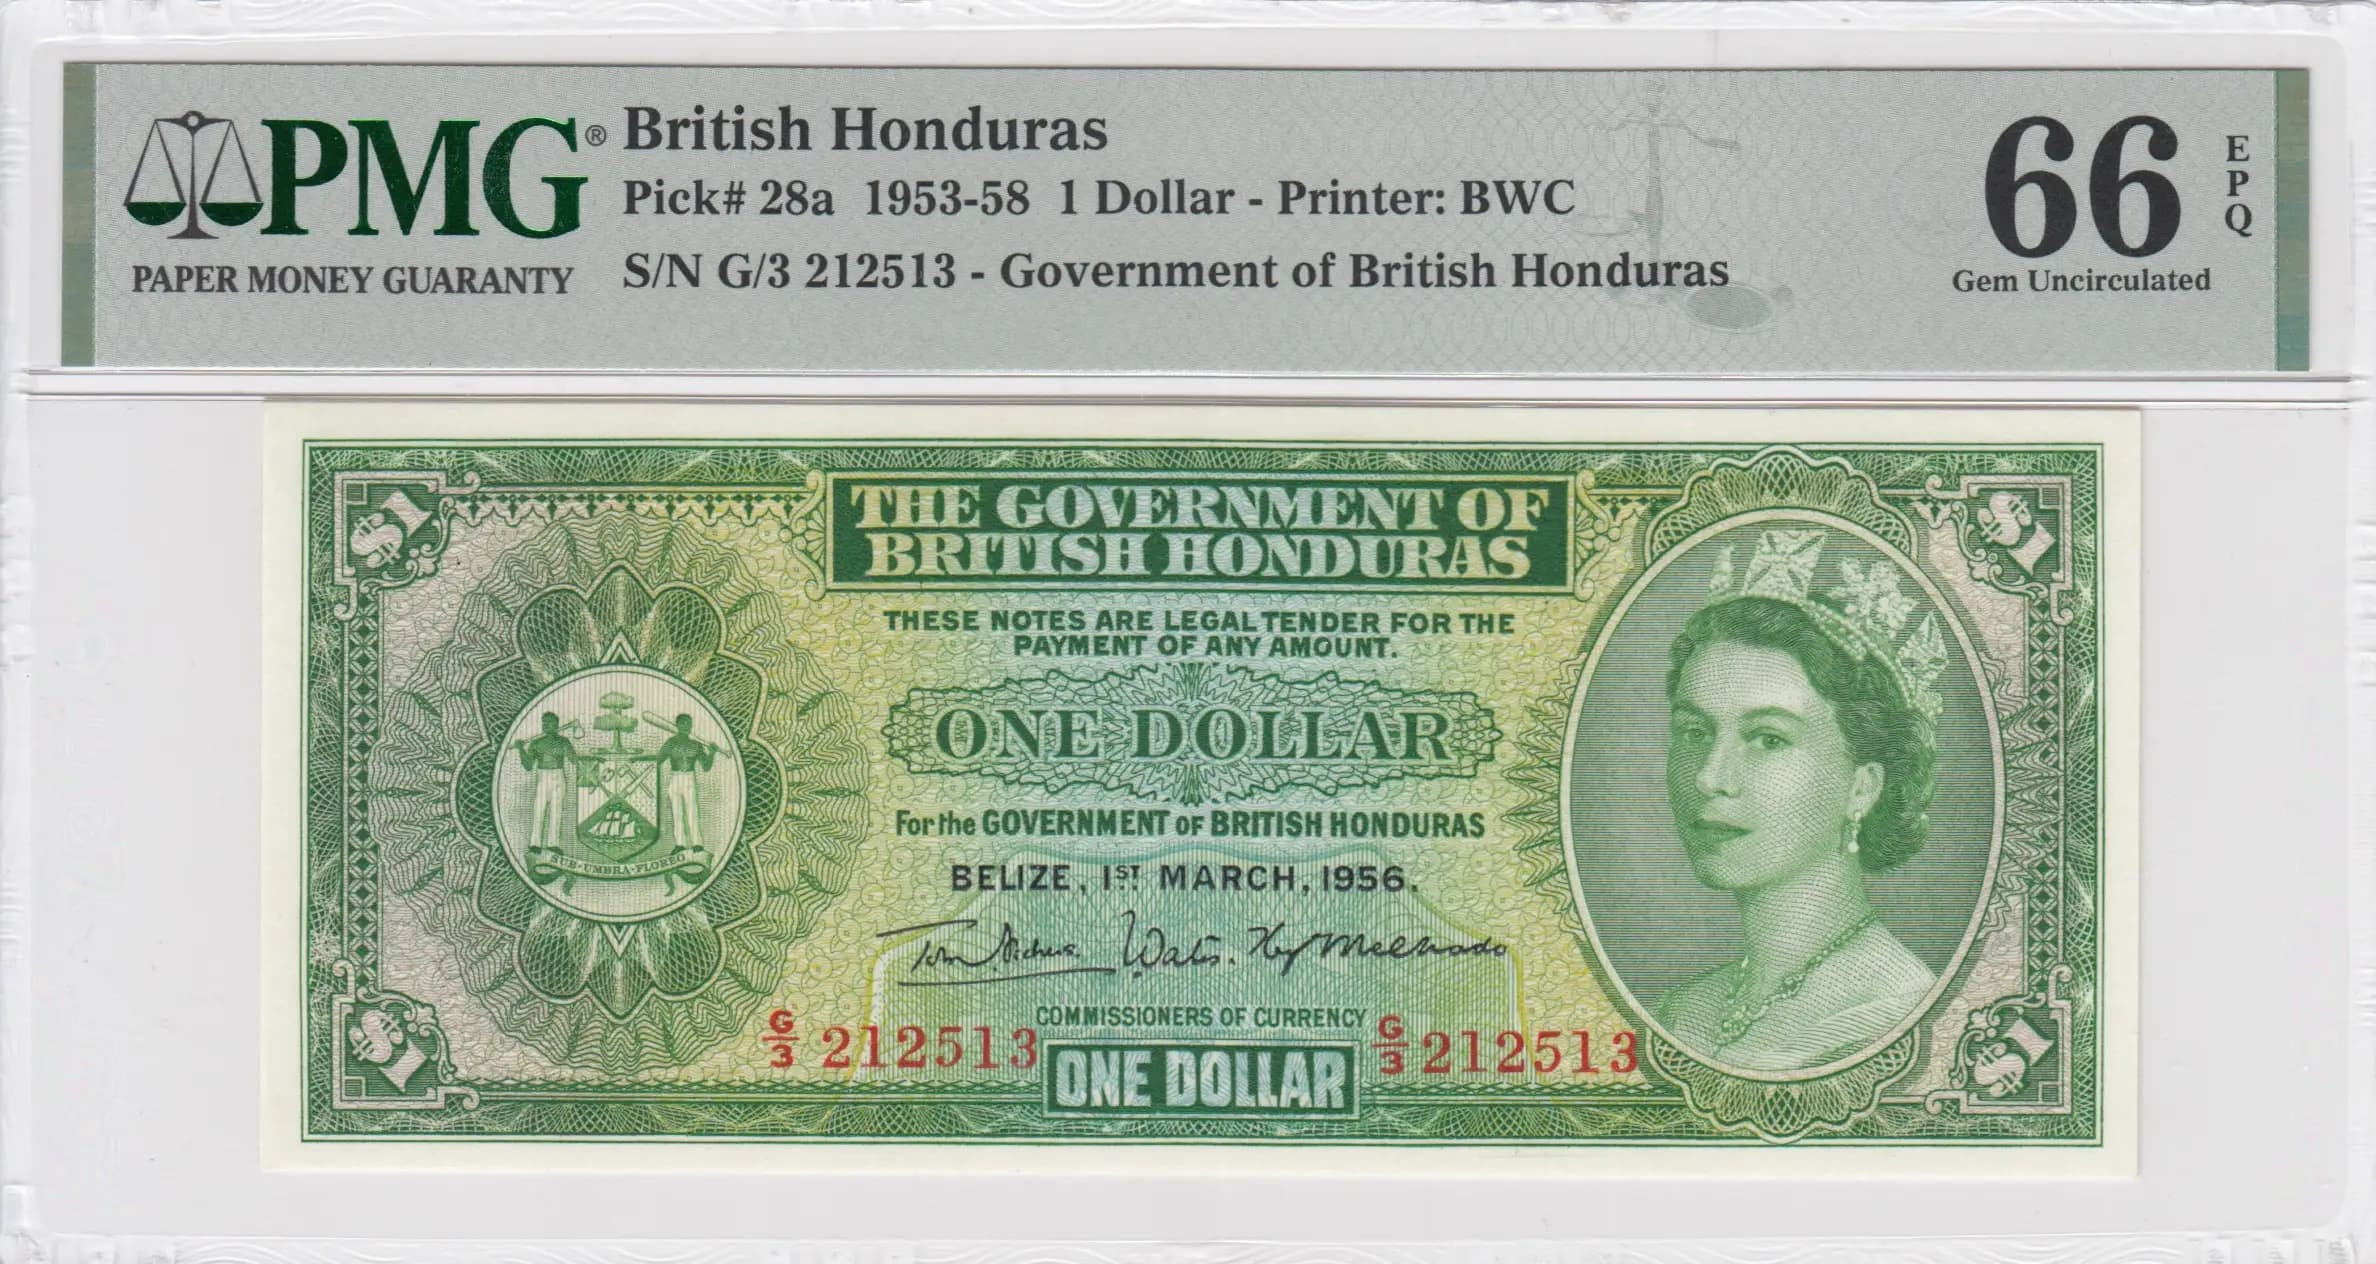 PMG®
PAPER MONEY GUARANTY
British Honduras
Pick# 28a 1953-58 1 Dollar - Printer: BWC
S/N G/3 212513 - Government of British Honduras
66
EPQ
Gem Uncirculated
$1
$1
THE GOVERNMENT OF
BRITISH HONDURAS
THESE NOTES ARE LEGAL TENDER FOR THE
PAYMENT OF ANY AMOUNT.
ONE DOLLAR
For the GOVERNMENT OF BRITISH HONDURAS
BELIZE, 1ST MARCH, 1956.
SUB·UMBRA·FLOREO
COMMISSIONERS OF CURRENCY
G/3 212513
G/3 212513
ONE DOLLAR
$1
$1